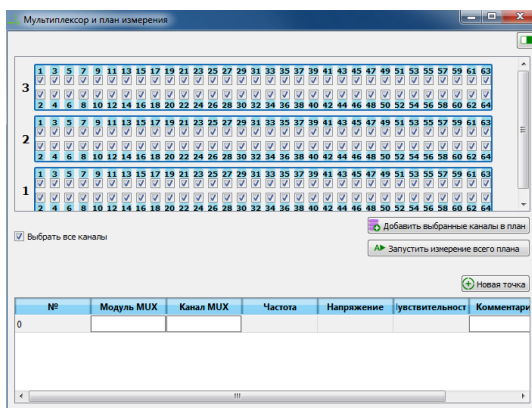 Мультиплексор и план измерения
1 3 5 7 9 11 13 15 17 19 21 23 25 27 29 31 33 35 37 39 41 43 45 47 49 51 53 55 57 59 61 63
3
2 4 6 8 10 12 14 16 18 20 22 24 26 28 30 32 34 36 38 40 42 44 46 48 50 52 54 56 58 60 62 64
1 3 5 7 9 11 13 15 17 19 21 23 25 27 29 31 33 35 37 39 41 43 45 47 49 51 53 55 57 59 61 63
2
2 4 6 8 10 12 14 16 18 20 22 24 26 28 30 32 34 36 38 40 42 44 46 48 50 52 54 56 58 60 62 64
1 3 5 7 9 11 13 15 17 19 21 23 25 27 29 31 33 35 37 39 41 43 45 47 49 51 53 55 57 59 61 63
1
2 4 6 8 10 12 14 16 18 20 22 24 26 28 30 32 34 36 38 40 42 44 46 48 50 52 54 56 58 60 62 64
Добавить выбранные каналы в план
Выбрать все каналы
A Запустить измерение всего плана
Новая точка
№ Модуль MUX Канал MUX Частота Напряжение увствительност Комментари
0